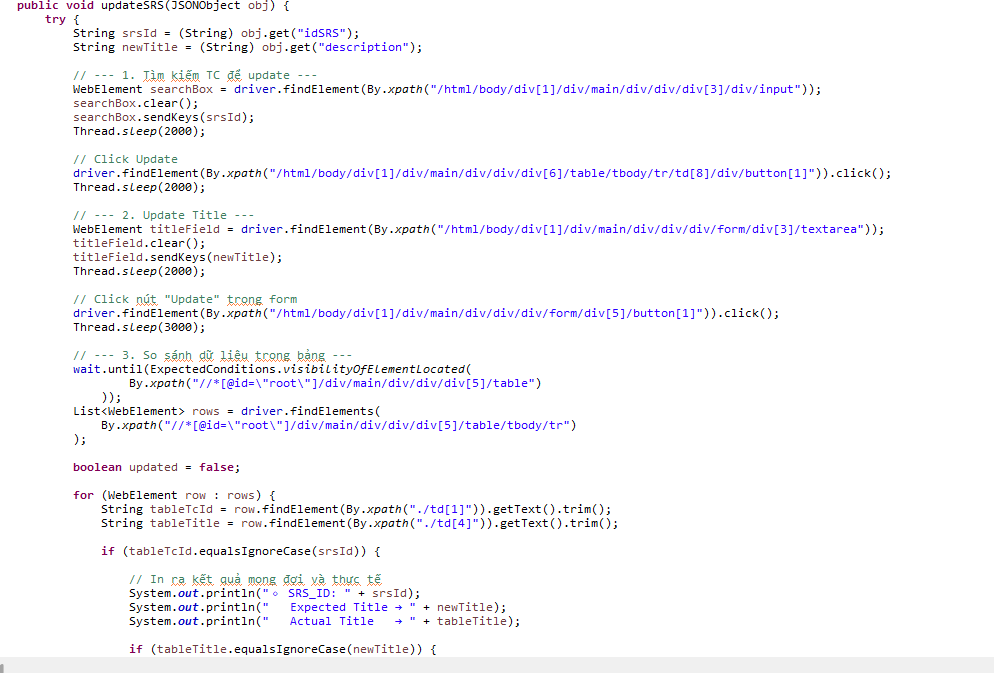 public void updateSRS(JSONObject obj) {
try {
String srsId = (String) obj.get("idSRS");
String newTitle = (String) obj.get("description");
// --- 1. Tìm kiếm TC để update ---
WebElement searchBox = driver.findElement(By.xpath("/html/body/div[1]/div/main/div/div/div[3]/div/input"));
searchBox.clear();
searchBox.sendKeys(srsId);
Thread.sleep(2000);
// Click Update
driver.findElement(By.xpath("/html/body/div[1]/div/main/div/div/div[6]/table/tbody/tr/td[8]/div/button[1]")).click();
Thread.sleep(2000);
// --- 2. Update Title ---
WebElement titleField = driver.findElement(By.xpath("/html/body/div[1]/div/main/div/div/div/form/div[3]/textarea"));
titleField.clear();
titleField.sendKeys(newTitle);
Thread.sleep(2000);
// Click nút "Update" trong form
driver.findElement(By.xpath("/html/body/div[1]/div/main/div/div/div/form/div[5]/button[1]")).click();
Thread.sleep(3000);
// --- 3. So sánh dữ liệu trong bảng ---
wait.until(ExpectedConditions.visibilityOfElementLocated(
By.xpath("//*[@id=\"root\"]/div/main/div/div/div[5]/table")
));
List<WebElement> rows = driver.findElements(
By.xpath("//*[@id=\"root\"]/div/main/div/div/div[5]/table/tbody/tr")
);
boolean updated = false;
for (WebElement row : rows) {
String tableTcId = row.findElement(By.xpath("./td[1]")).getText().trim();
String tableTitle = row.findElement(By.xpath("./td[4]")).getText().trim();
if (tableTcId.equalsIgnoreCase(srsId)) {
// In ra kết quả mong đợi và thực tế
System.out.println("◦ SRS_ID: " + srsId);
System.out.println("   Expected Title → " + newTitle);
System.out.println("   Actual Title   → " + tableTitle);
if (tableTitle.equalsIgnoreCase(newTitle)) {